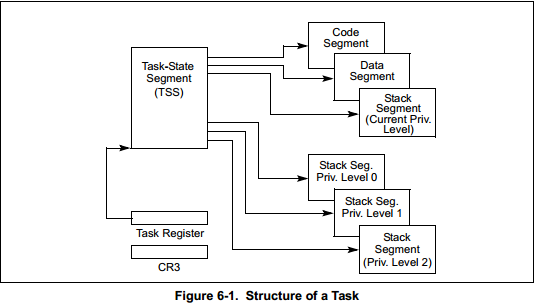 Code
Segment
Task-State
Segment
(TSS)
Data
Segment
Stack
Segment
(Current Priv.
Level)
Stack Seg.
Priv. Level 0
Stack Seg.
Priv. Level 1
Stack
Segment
(Priv. Level 2)
Task Register
CR3
Figure 6-1.  Structure of a Task